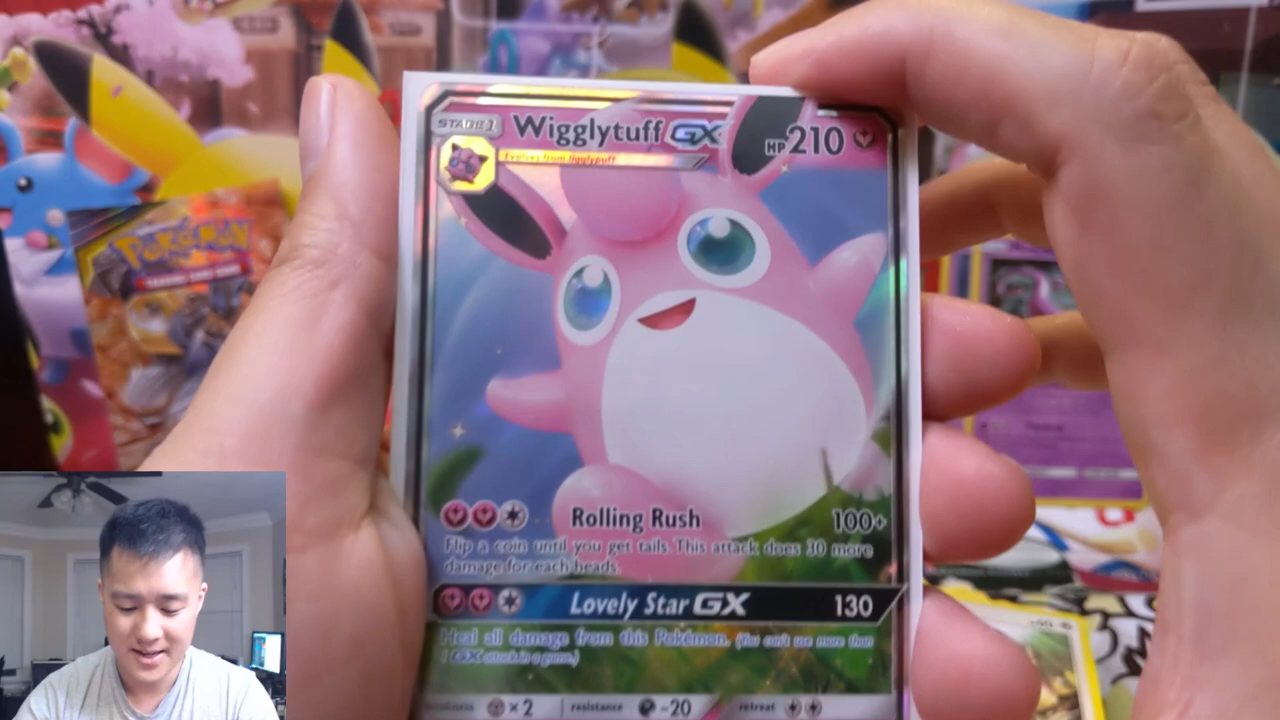 STAGE 1
Wigglytuff GX
HP 210
Evolves from Jigglypuff
Pokémon
Rolling Rush 100+
Flip a coin until you get tails. This attack does 30 more
damage for each heads.
Lovely Star GX 130
Heal all damage from this Pokémon. (You can't use more than
1 GX attack in a game.)
weakness ×2 resistance -20 retreat